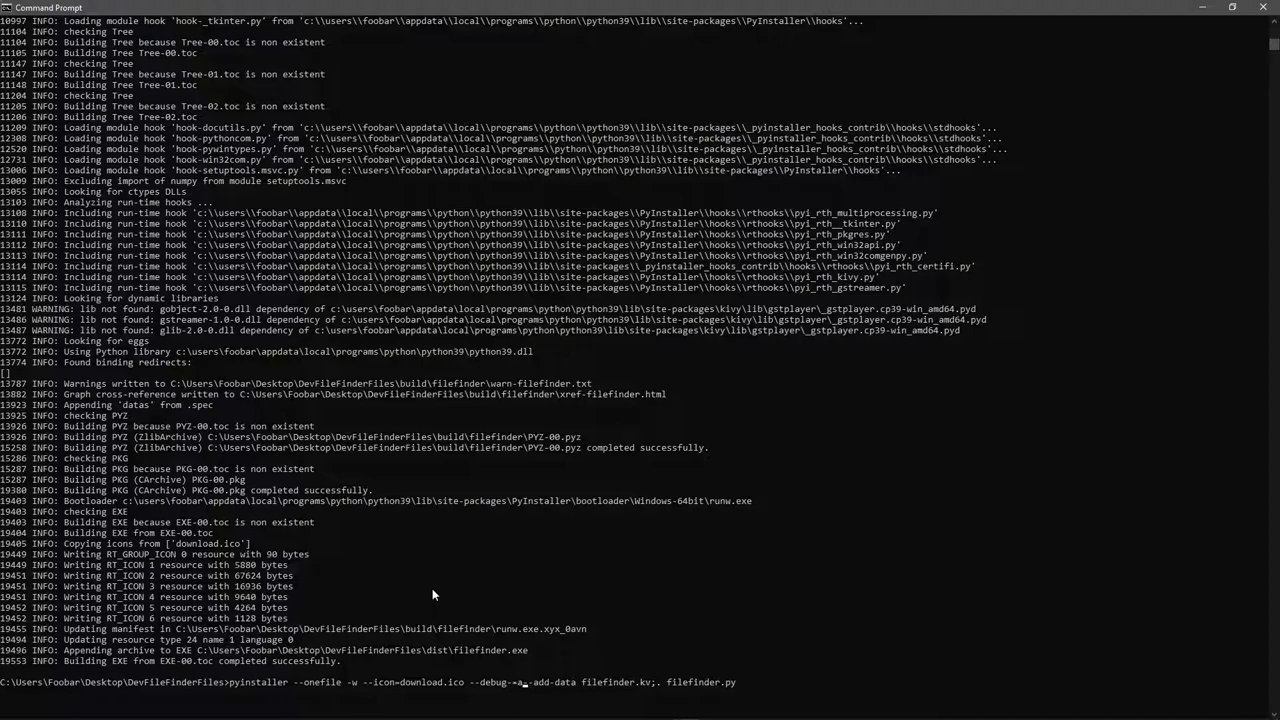 Command Prompt
10997 INFO: Loading module hook 'hook-_tkinter.py' from 'c:\\users\\foobar\\appdata\\local\\programs\\python\\python39\\lib\\site-packages\\PyInstaller\\hooks'...
11104 INFO: checking Tree
11104 INFO: Building Tree because Tree-00.toc is non existent
11105 INFO: Building Tree Tree-00.toc
11147 INFO: checking Tree
11147 INFO: Building Tree because Tree-01.toc is non existent
11148 INFO: Building Tree Tree-01.toc
11204 INFO: checking Tree
11205 INFO: Building Tree because Tree-02.toc is non existent
11206 INFO: Building Tree Tree-02.toc
11209 INFO: Loading module hook 'hook-docutils.py' from 'c:\\users\\foobar\\appdata\\local\\programs\\python\\python39\\lib\\site-packages\\_pyinstaller_hooks_contrib\\hooks\\stdhooks'...
12308 INFO: Loading module hook 'hook-pythoncom.py' from 'c:\\users\\foobar\\appdata\\local\\programs\\python\\python39\\lib\\site-packages\\_pyinstaller_hooks_contrib\\hooks\\stdhooks'...
12520 INFO: Loading module hook 'hook-pywintypes.py' from 'c:\\users\\foobar\\appdata\\local\\programs\\python\\python39\\lib\\site-packages\\_pyinstaller_hooks_contrib\\hooks\\stdhooks'...
12731 INFO: Loading module hook 'hook-win32com.py' from 'c:\\users\\foobar\\appdata\\local\\programs\\python\\python39\\lib\\site-packages\\_pyinstaller_hooks_contrib\\hooks\\stdhooks'...
13006 INFO: Loading module hook 'hook-setuptools.msvc.py' from 'c:\\users\\foobar\\appdata\\local\\programs\\python\\python39\\lib\\site-packages\\PyInstaller\\hooks'...
13009 INFO: Excluding import of numpy from module setuptools.msvc
13055 INFO: Looking for ctypes DLLs
13103 INFO: Analyzing run-time hooks ...
13108 INFO: Including run-time hook 'c:\\users\\foobar\\appdata\\local\\programs\\python\\python39\\lib\\site-packages\\PyInstaller\\hooks\\rthooks\\pyi_rth_multiprocessing.py'
13110 INFO: Including run-time hook 'c:\\users\\foobar\\appdata\\local\\programs\\python\\python39\\lib\\site-packages\\PyInstaller\\hooks\\rthooks\\pyi_rth__tkinter.py'
13111 INFO: Including run-time hook 'c:\\users\\foobar\\appdata\\local\\programs\\python\\python39\\lib\\site-packages\\PyInstaller\\hooks\\rthooks\\pyi_rth_pkgres.py'
13112 INFO: Including run-time hook 'c:\\users\\foobar\\appdata\\local\\programs\\python\\python39\\lib\\site-packages\\PyInstaller\\hooks\\rthooks\\pyi_rth_win32api.py'
13113 INFO: Including run-time hook 'c:\\users\\foobar\\appdata\\local\\programs\\python\\python39\\lib\\site-packages\\PyInstaller\\hooks\\rthooks\\pyi_rth_win32comgenpy.py'
13114 INFO: Including run-time hook 'c:\\users\\foobar\\appdata\\local\\programs\\python\\python39\\lib\\site-packages\\_pyinstaller_hooks_contrib\\hooks\\rthooks\\pyi_rth_certifi.py'
13114 INFO: Including run-time hook 'c:\\users\\foobar\\appdata\\local\\programs\\python\\python39\\lib\\site-packages\\PyInstaller\\hooks\\rthooks\\pyi_rth_kivy.py'
13115 INFO: Including run-time hook 'c:\\users\\foobar\\appdata\\local\\programs\\python\\python39\\lib\\site-packages\\PyInstaller\\hooks\\rthooks\\pyi_rth_gstreamer.py'
13124 INFO: Looking for dynamic libraries
13481 WARNING: lib not found: gobject-2.0-0.dll dependency of c:\users\foobar\appdata\local\programs\python\python39\lib\site-packages\kivy\lib\gstplayer\_gstplayer.cp39-win_amd64.pyd
13486 WARNING: lib not found: gstreamer-1.0-0.dll dependency of c:\users\foobar\appdata\local\programs\python\python39\lib\site-packages\kivy\lib\gstplayer\_gstplayer.cp39-win_amd64.pyd
13487 WARNING: lib not found: glib-2.0-0.dll dependency of c:\users\foobar\appdata\local\programs\python\python39\lib\site-packages\kivy\lib\gstplayer\_gstplayer.cp39-win_amd64.pyd
13772 INFO: Looking for eggs
13772 INFO: Using Python library c:\users\foobar\appdata\local\programs\python\python39\python39.dll
13774 INFO: Found binding redirects:
[]
13787 INFO: Warnings written to C:\Users\Foobar\Desktop\DevFileFinderFiles\build\filefinder\warn-filefinder.txt
13882 INFO: Graph cross-reference written to C:\Users\Foobar\Desktop\DevFileFinderFiles\build\filefinder\xref-filefinder.html
13923 INFO: Appending 'datas' from .spec
13925 INFO: checking PYZ
13926 INFO: Building PYZ because PYZ-00.toc is non existent
13926 INFO: Building PYZ (ZlibArchive) C:\Users\Foobar\Desktop\DevFileFinderFiles\build\filefinder\PYZ-00.pyz
15258 INFO: Building PYZ (ZlibArchive) C:\Users\Foobar\Desktop\DevFileFinderFiles\build\filefinder\PYZ-00.pyz completed successfully.
15286 INFO: checking PKG
15287 INFO: Building PKG because PKG-00.toc is non existent
15287 INFO: Building PKG (CArchive) PKG-00.pkg
19380 INFO: Building PKG (CArchive) PKG-00.pkg completed successfully.
19403 INFO: Bootloader c:\users\foobar\appdata\local\programs\python\python39\lib\site-packages\PyInstaller\bootloader\Windows-64bit\runw.exe
19403 INFO: checking EXE
19403 INFO: Building EXE because EXE-00.toc is non existent
19404 INFO: Building EXE from EXE-00.toc
19405 INFO: Copying icons from ['download.ico']
19449 INFO: Writing RT_GROUP_ICON 0 resource with 90 bytes
19449 INFO: Writing RT_ICON 1 resource with 5880 bytes
19451 INFO: Writing RT_ICON 2 resource with 67624 bytes
19451 INFO: Writing RT_ICON 3 resource with 16936 bytes
19451 INFO: Writing RT_ICON 4 resource with 9640 bytes
19452 INFO: Writing RT_ICON 5 resource with 4264 bytes
19452 INFO: Writing RT_ICON 6 resource with 1128 bytes
19455 INFO: Updating manifest in C:\Users\Foobar\Desktop\DevFileFinderFiles\build\filefinder\runw.exe.xyx_0avn
19494 INFO: Updating resource type 24 name 1 language 0
19496 INFO: Appending archive to EXE C:\Users\Foobar\Desktop\DevFileFinderFiles\dist\filefinder.exe
19553 INFO: Building EXE from EXE-00.toc completed successfully.
C:\Users\Foobar\Desktop\DevFileFinderFiles>pyinstaller --onefile -w --icon=download.ico --debug--a--add-data filefinder.kv;. filefinder.py